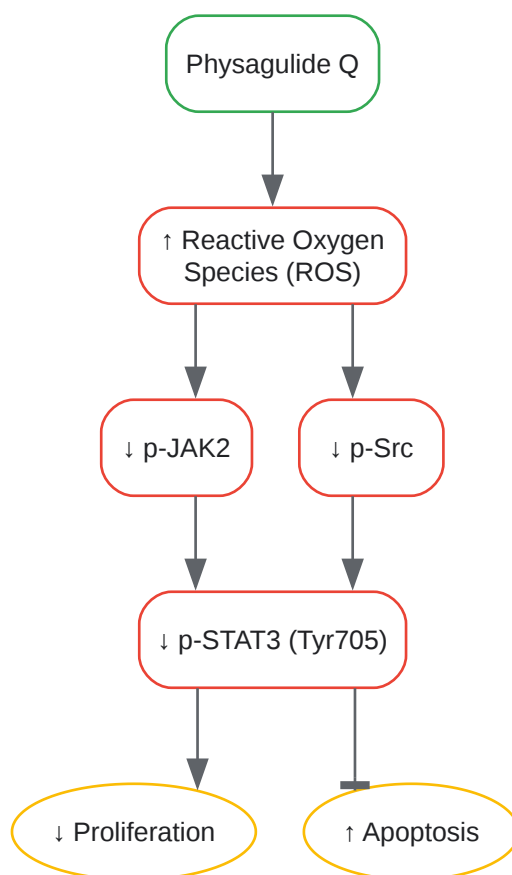 Physagulide Q
↑ Reactive Oxygen
Species (ROS)
↓ p-JAK2
↓ p-Src
↓ p-STAT3 (Tyr705)
↓ Proliferation
↑ Apoptosis